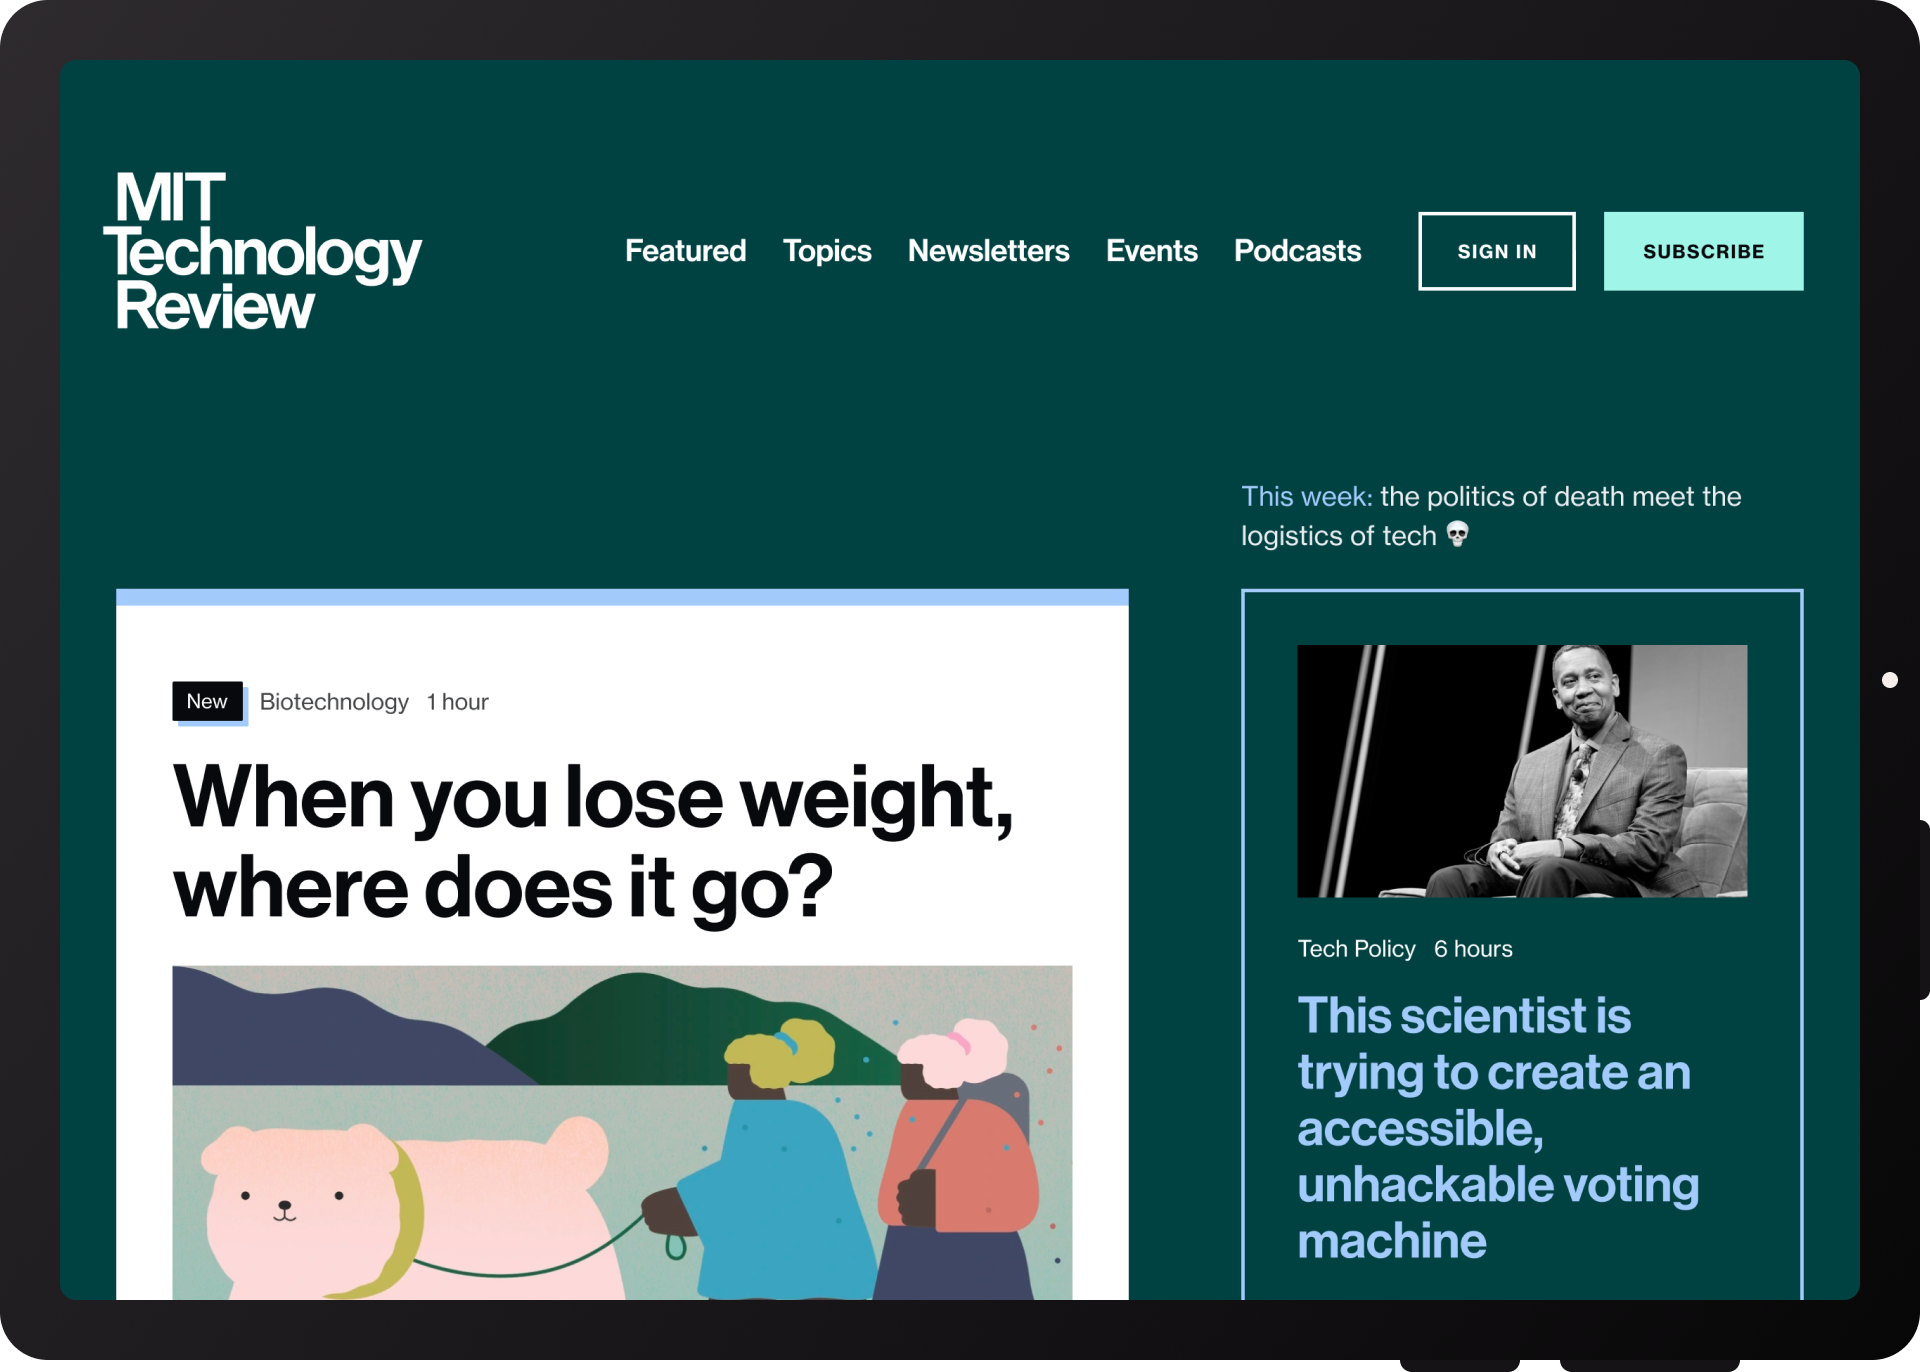 MIT
Technology
Review
Featured Topics Newsletters Events Podcasts SIGN IN SUBSCRIBE
This week: the politics of death meet the
logistics of tech 💀
New Biotechnology 1 hour
When you lose weight,
where does it go?
Tech Policy 6 hours
This scientist is
trying to create an
accessible,
unhackable voting
machine